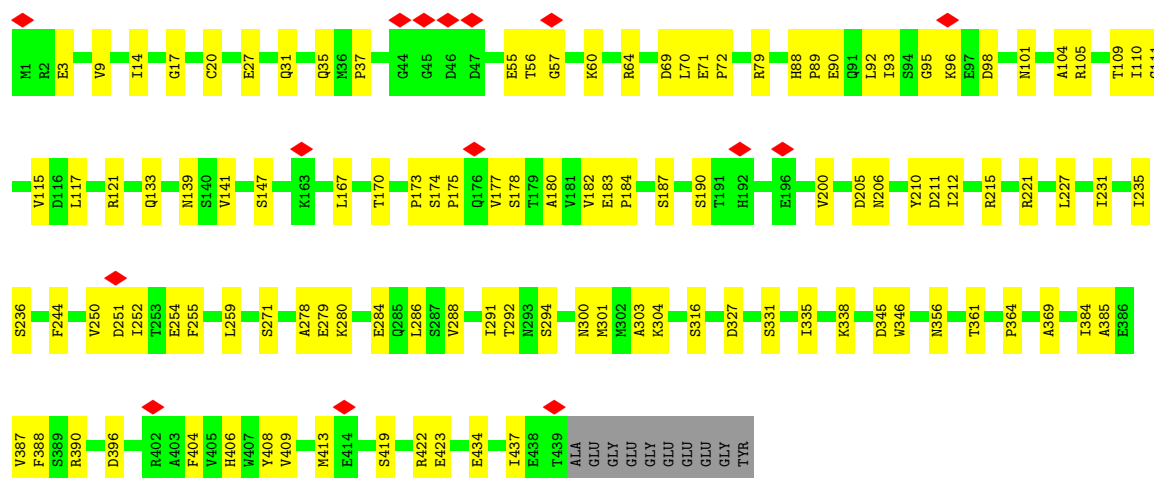 M1 R2 E3 V9 I14 G17 C20 E27 Q31 Q35 M36 P37 G44 G45 D46 D47 E55 T56 G57 K60 R64 D69 L70 E71 P72 R79 H88 P89 E90 Q91 L92 I93 S94 G95 K96 E97 D98 N101 A104 R105 T109 I110
V115 D116 L117 R121 Q133 N139 S140 V141 S147 K163 L167 T170 P173 S174 P175 Q176 V177 S178 T179 A180 V181 V182 E183 P184 S187 S190 T191 H192 E196 V200 D205 N206 Y210 D211 I212 R215 R221 L227 I231 I235
S236 F244 V250 D251 I252 T253 E254 F255 L259 S271 A278 E279 K280 E284 Q285 L286 S287 V288 I291 T292 N293 S294 N300 M301 M302 A303 K304 S316 D327 S331 I335 K338 D345 W346 N356 T361 P364 A369 I384 A385 E386
V387 F388 S389 R390 D396 R402 A403 F404 V405 H406 W407 Y408 V409 M413 E414 S419 R422 E423 E434 I437 E438 T439 ALA GLU GLY GLU GLY GLU GLU GLU GLY TYR